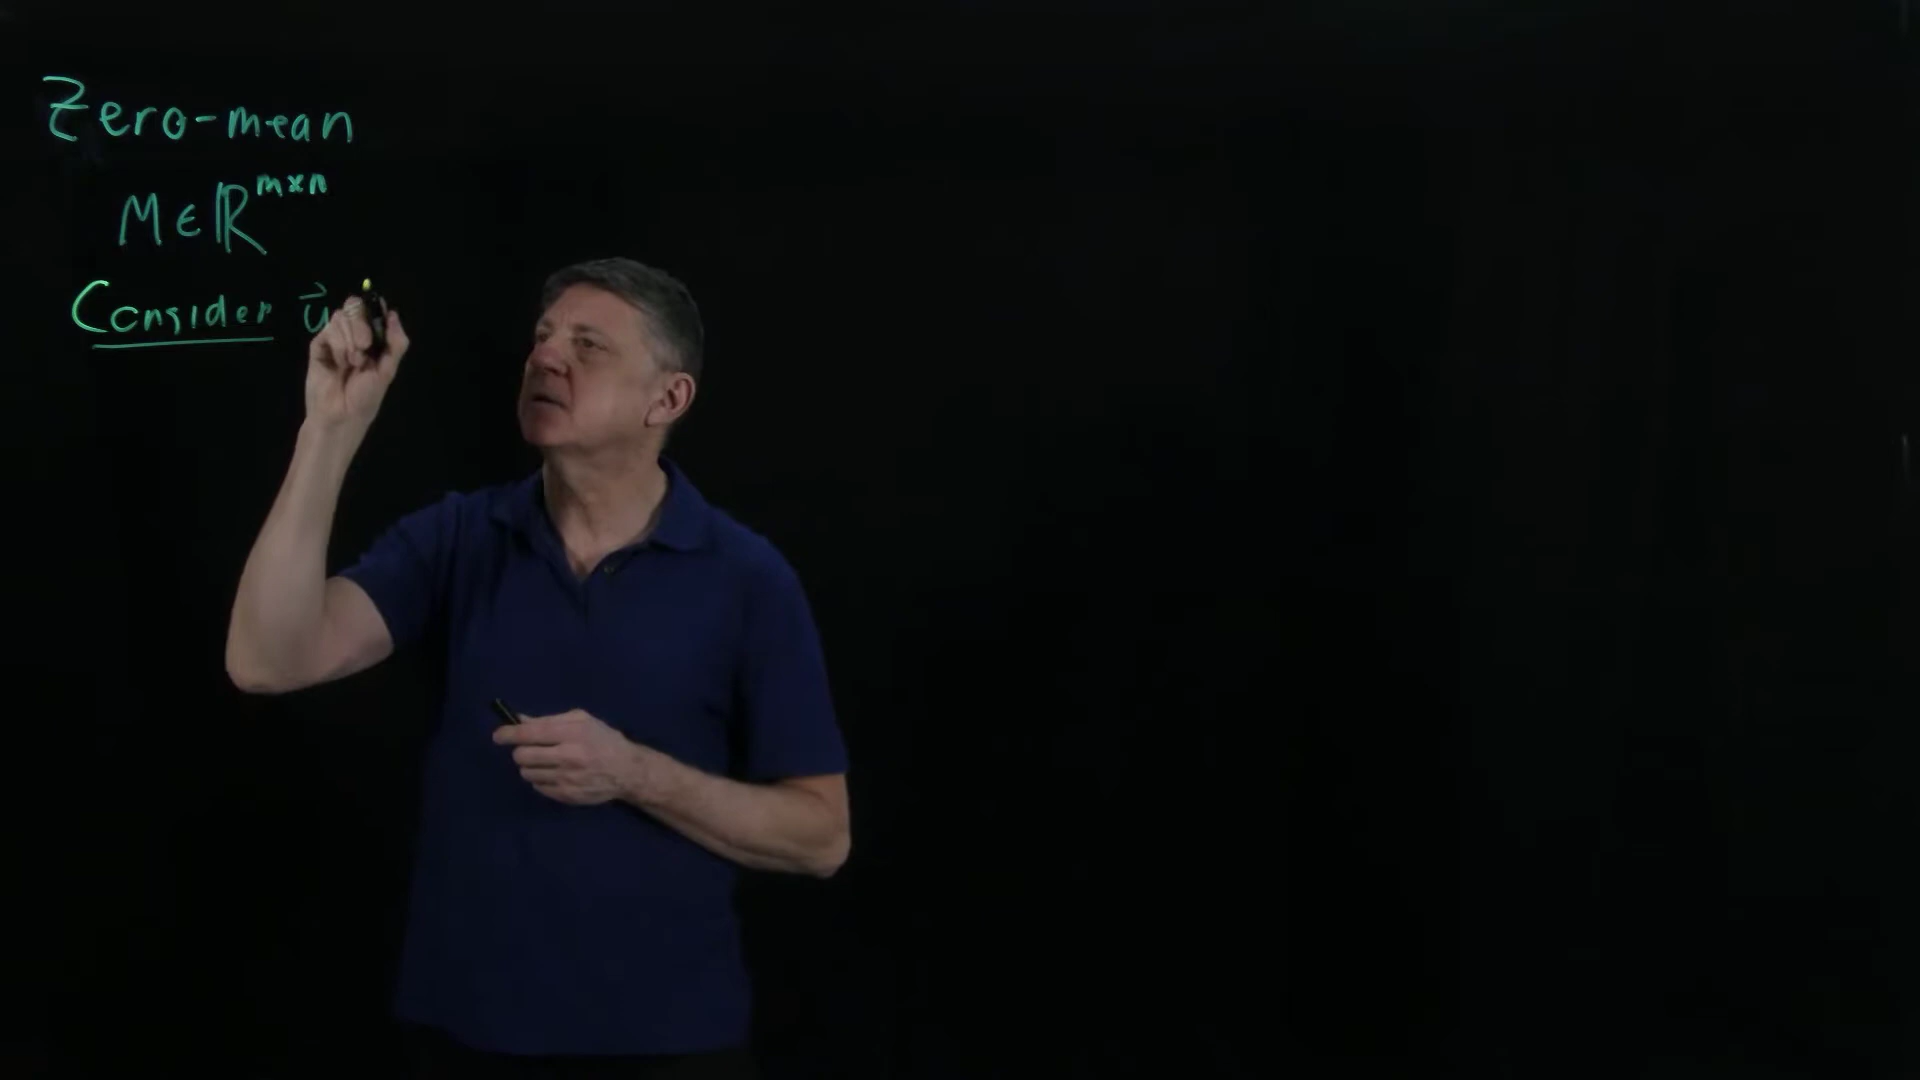 Zero-mean
M ∈ ℝ^{m×n}
Consider u⃗